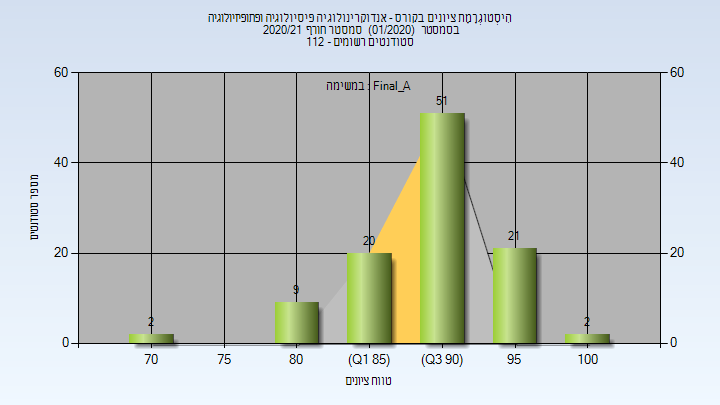 היסטוגרמת ציונים בקורס - אנדוקרינולוגיה פיסיולוגיה ופתופיזיולוגיה
בסמסטר (01/2020) סמסטר חורף 2020/21
סטודנטים רשומים - 112
במשימה : Final_A
60
60
51
40
40
מספר סטודנטים
20
21
20
20
9
2
2
0
0
70
75
80
(Q1 85)
(Q3 90)
95
100
טווח ציונים